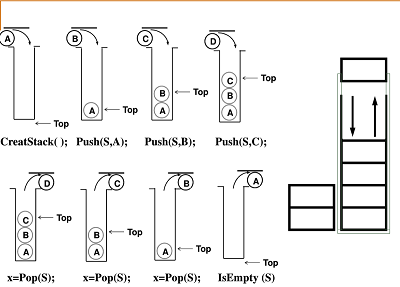 A B C D
Top
C
B B
A A A
Top
Top
Top
CreatStack( ); Push(S,A); Push(S,B); Push(S,C);
D C B A
C
B B
A A A
Top
Top
Top
Top
x=Pop(S); x=Pop(S); x=Pop(S); IsEmpty (S)